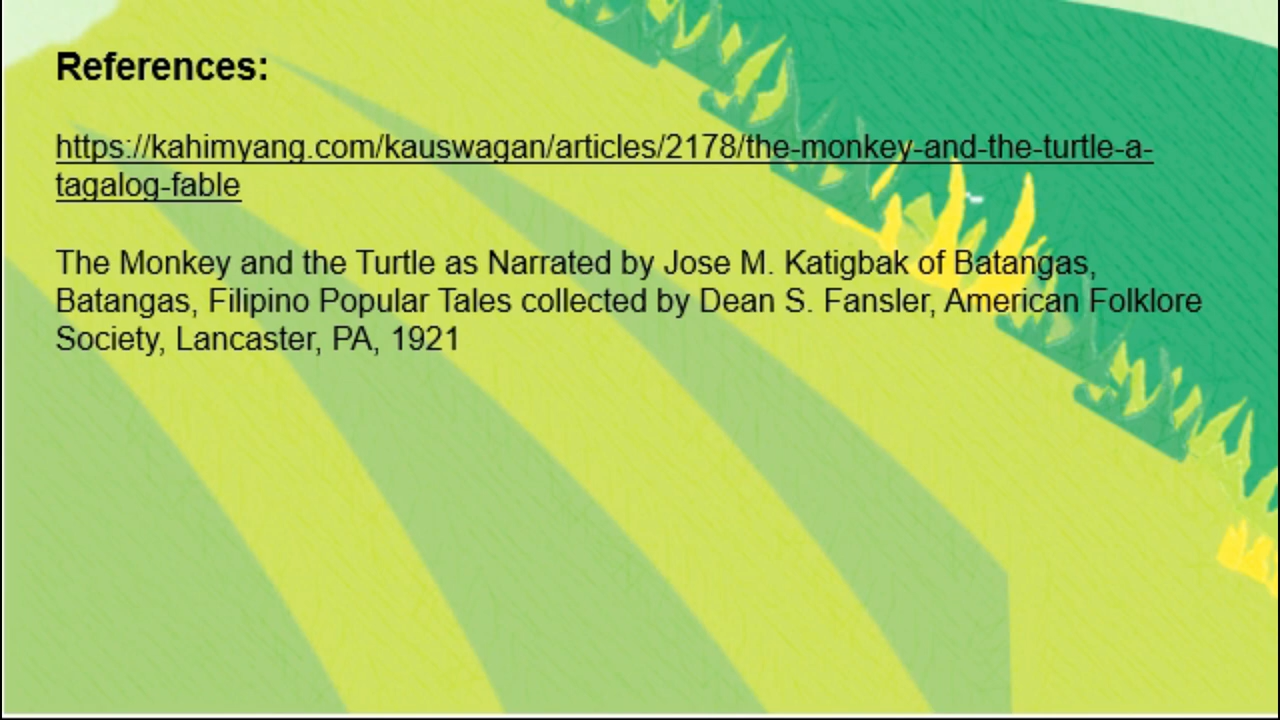 References:
https://kahimyang.com/kauswagan/articles/2178/the-monkey-and-the-turtle-a-
tagalog-fable
The Monkey and the Turtle as Narrated by Jose M. Katigbak of Batangas,
Batangas, Filipino Popular Tales collected by Dean S. Fansler, American Folklore
Society, Lancaster, PA, 1921